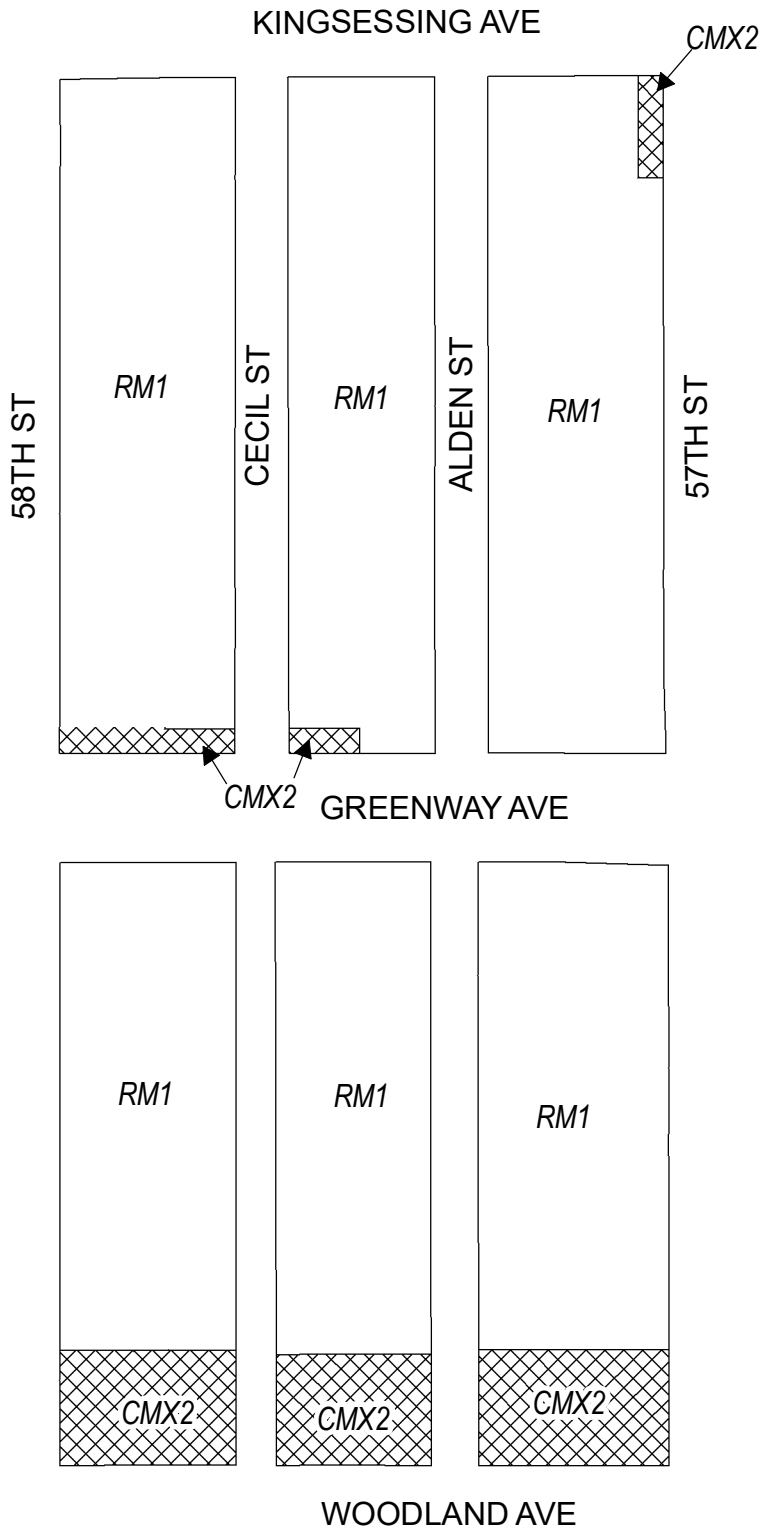 KINGSESSING AVE
CMX2
RM1
RM1
RM1
58TH ST
CECIL ST
ALDEN ST
57TH ST
CMX2
GREENWAY AVE
RM1
RM1
RM1
CMX2
CMX2
CMX2
WOODLAND AVE